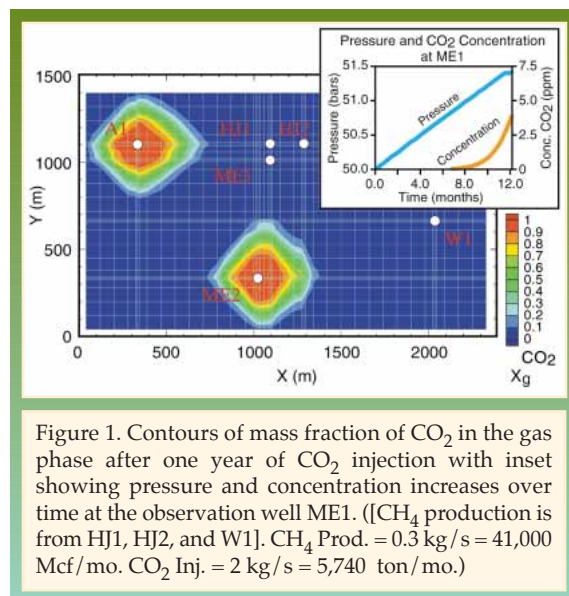 Pressure and CO2 Concentration
at ME1
Pressure (bars)
51.5
51.0
50.5
50.0
Pressure
Concentration
7.5
5.0
2.5
0
Conc. CO2 (ppm)
0.0 4.0 8.0 12.0
Time (months)
1500
1000
500
0
Y (m)
A1
HJ1
HJ2
ME1
ME2
W1
0 500 1000 1500 2000
X (m)
1
0.9
0.8
0.7
0.6
0.5
0.4
0.3
0.2
0.1
0
CO2
Xg
Figure 1. Contours of mass fraction of CO2 in the gas
phase after one year of CO2 injection with inset
showing pressure and concentration increases over
time at the observation well ME1. ([CH4 production is
from HJ1, HJ2, and W1]. CH4 Prod. = 0.3 kg/s = 41,000
Mcf/mo. CO2 Inj. = 2 kg/s = 5,740 ton/mo.)